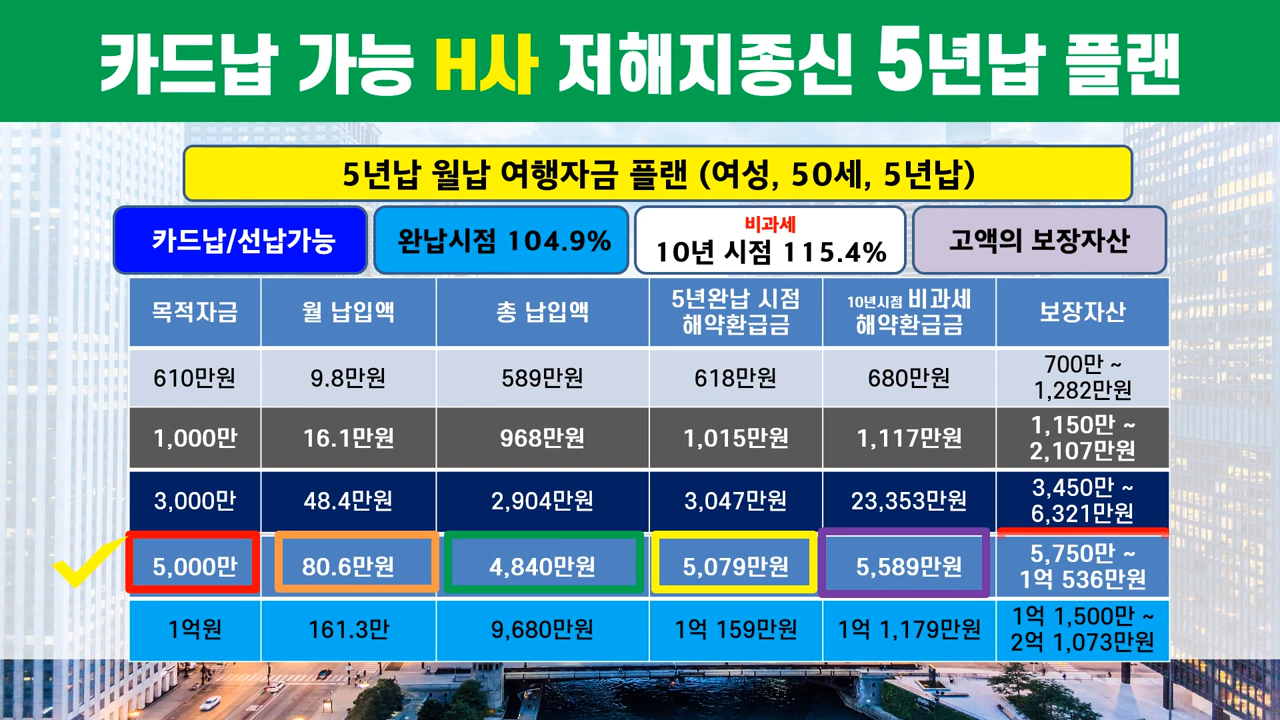 카드납 가능 H사 저해지종신 5년납 플랜
5년납 월납 여행자금 플랜 (여성, 50세, 5년납)
카드납/선납가능
완납시점 104.9%
비과세
10년 시점 115.4%
고액의 보장자산
목적자금
월 납입액
총 납입액
5년완납 시점
해약환급금
10년시점 비과세
해약환급금
보장자산
610만원
9.8만원
589만원
618만원
680만원
700만 ~
1,282만원
1,000만
16.1만원
968만원
1,015만원
1,117만원
1,150만 ~
2,107만원
3,000만
48.4만원
2,904만원
3,047만원
23,353만원
3,450만 ~
6,321만원
5,000만
80.6만원
4,840만원
5,079만원
5,589만원
5,750만 ~
1억 536만원
1억원
161.3만
9,680만원
1억 159만원
1억 1,179만원
1억 1,500만 ~
2억 1,073만원